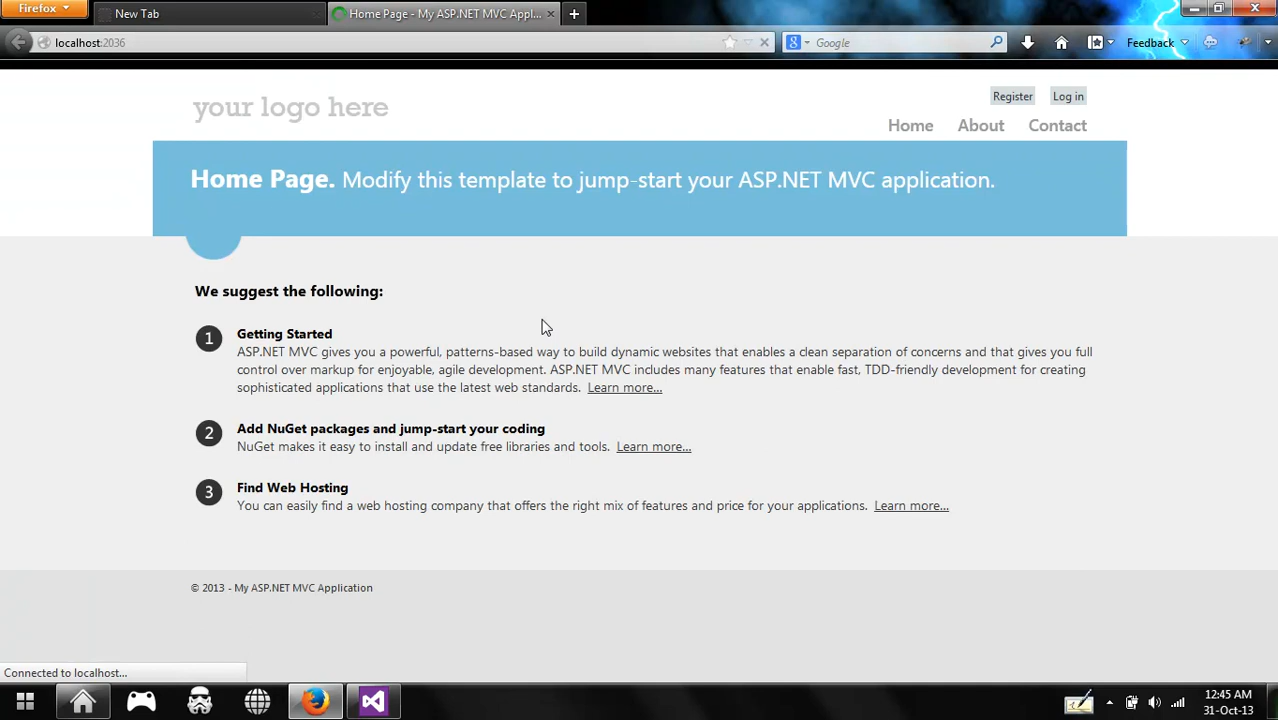 Firefox
New Tab
Home Page - My ASP.NET MVC Appl...
localhost:2036
Google
Feedback
your logo here
Register
Log in
Home
About
Contact
Home Page. Modify this template to jump-start your ASP.NET MVC application.
We suggest the following:
1
Getting Started
ASP.NET MVC gives you a powerful, patterns-based way to build dynamic websites that enables a clean separation of concerns and that gives you full
control over markup for enjoyable, agile development. ASP.NET MVC includes many features that enable fast, TDD-friendly development for creating
sophisticated applications that use the latest web standards. Learn more...
2
Add NuGet packages and jump-start your coding
NuGet makes it easy to install and update free libraries and tools. Learn more...
3
Find Web Hosting
You can easily find a web hosting company that offers the right mix of features and price for your applications. Learn more...
© 2013 - My ASP.NET MVC Application
Connected to localhost...
12:45 AM
31-Oct-13